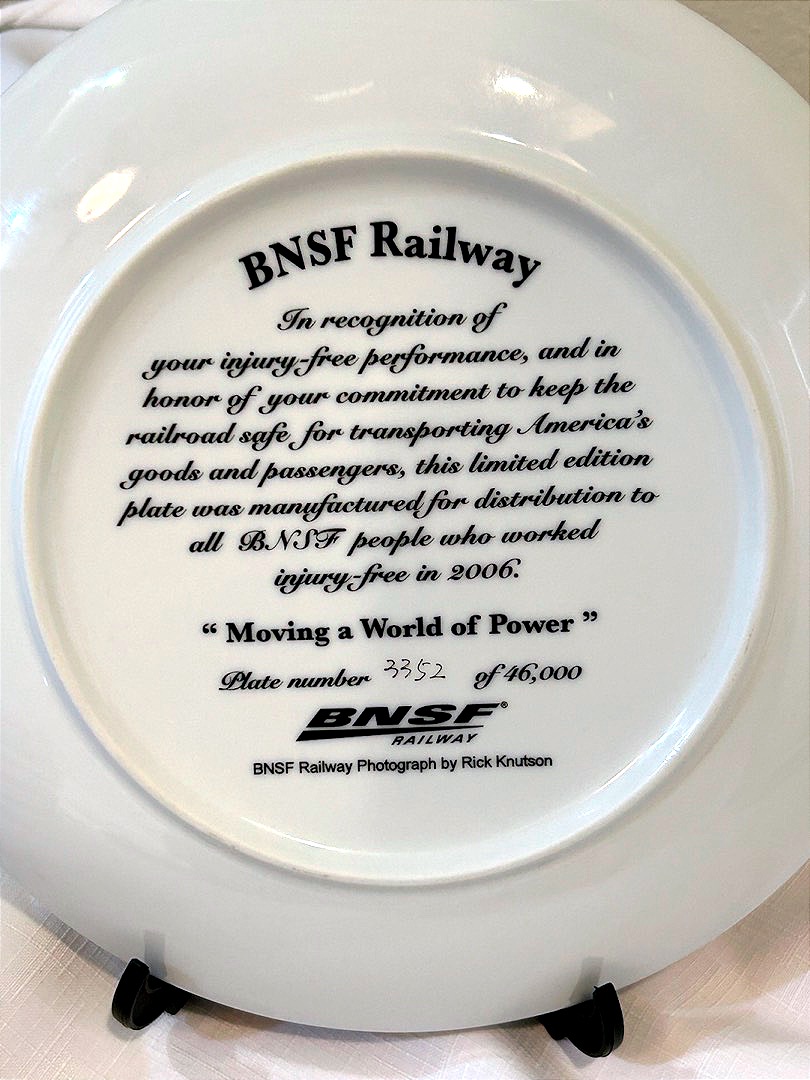 BNSF Railway
In recognition of
your injury-free performance, and in
honor of your commitment to keep the
railroad safe for transporting America's
goods and passengers, this limited edition
plate was manufactured for distribution to
all BNSF people who worked
injury-free in 2006.
“ Moving a World of Power ”
Plate number 3352 of 46,000
BNSF®
RAILWAY
BNSF Railway Photograph by Rick Knutson